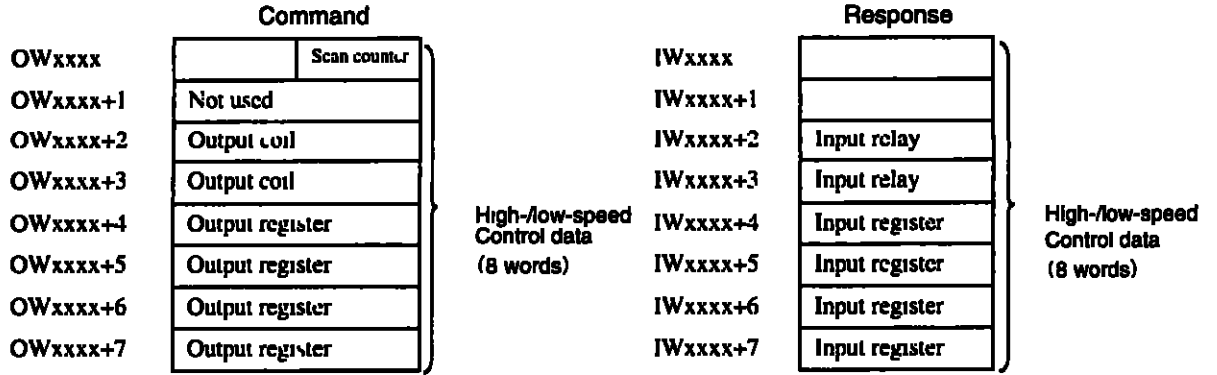 Command
OWxxxx Scan counter
OWxxxx+1 Not used
OWxxxx+2 Output coil
OWxxxx+3 Output coil
OWxxxx+4 Output register
OWxxxx+5 Output register
OWxxxx+6 Output register
OWxxxx+7 Output register
High-/low-speed
Control data
(8 words)
Response
IWxxxx
IWxxxx+1
IWxxxx+2 Input relay
IWxxxx+3 Input relay
IWxxxx+4 Input register
IWxxxx+5 Input register
IWxxxx+6 Input register
IWxxxx+7 Input register
High-/low-speed
Control data
(8 words)